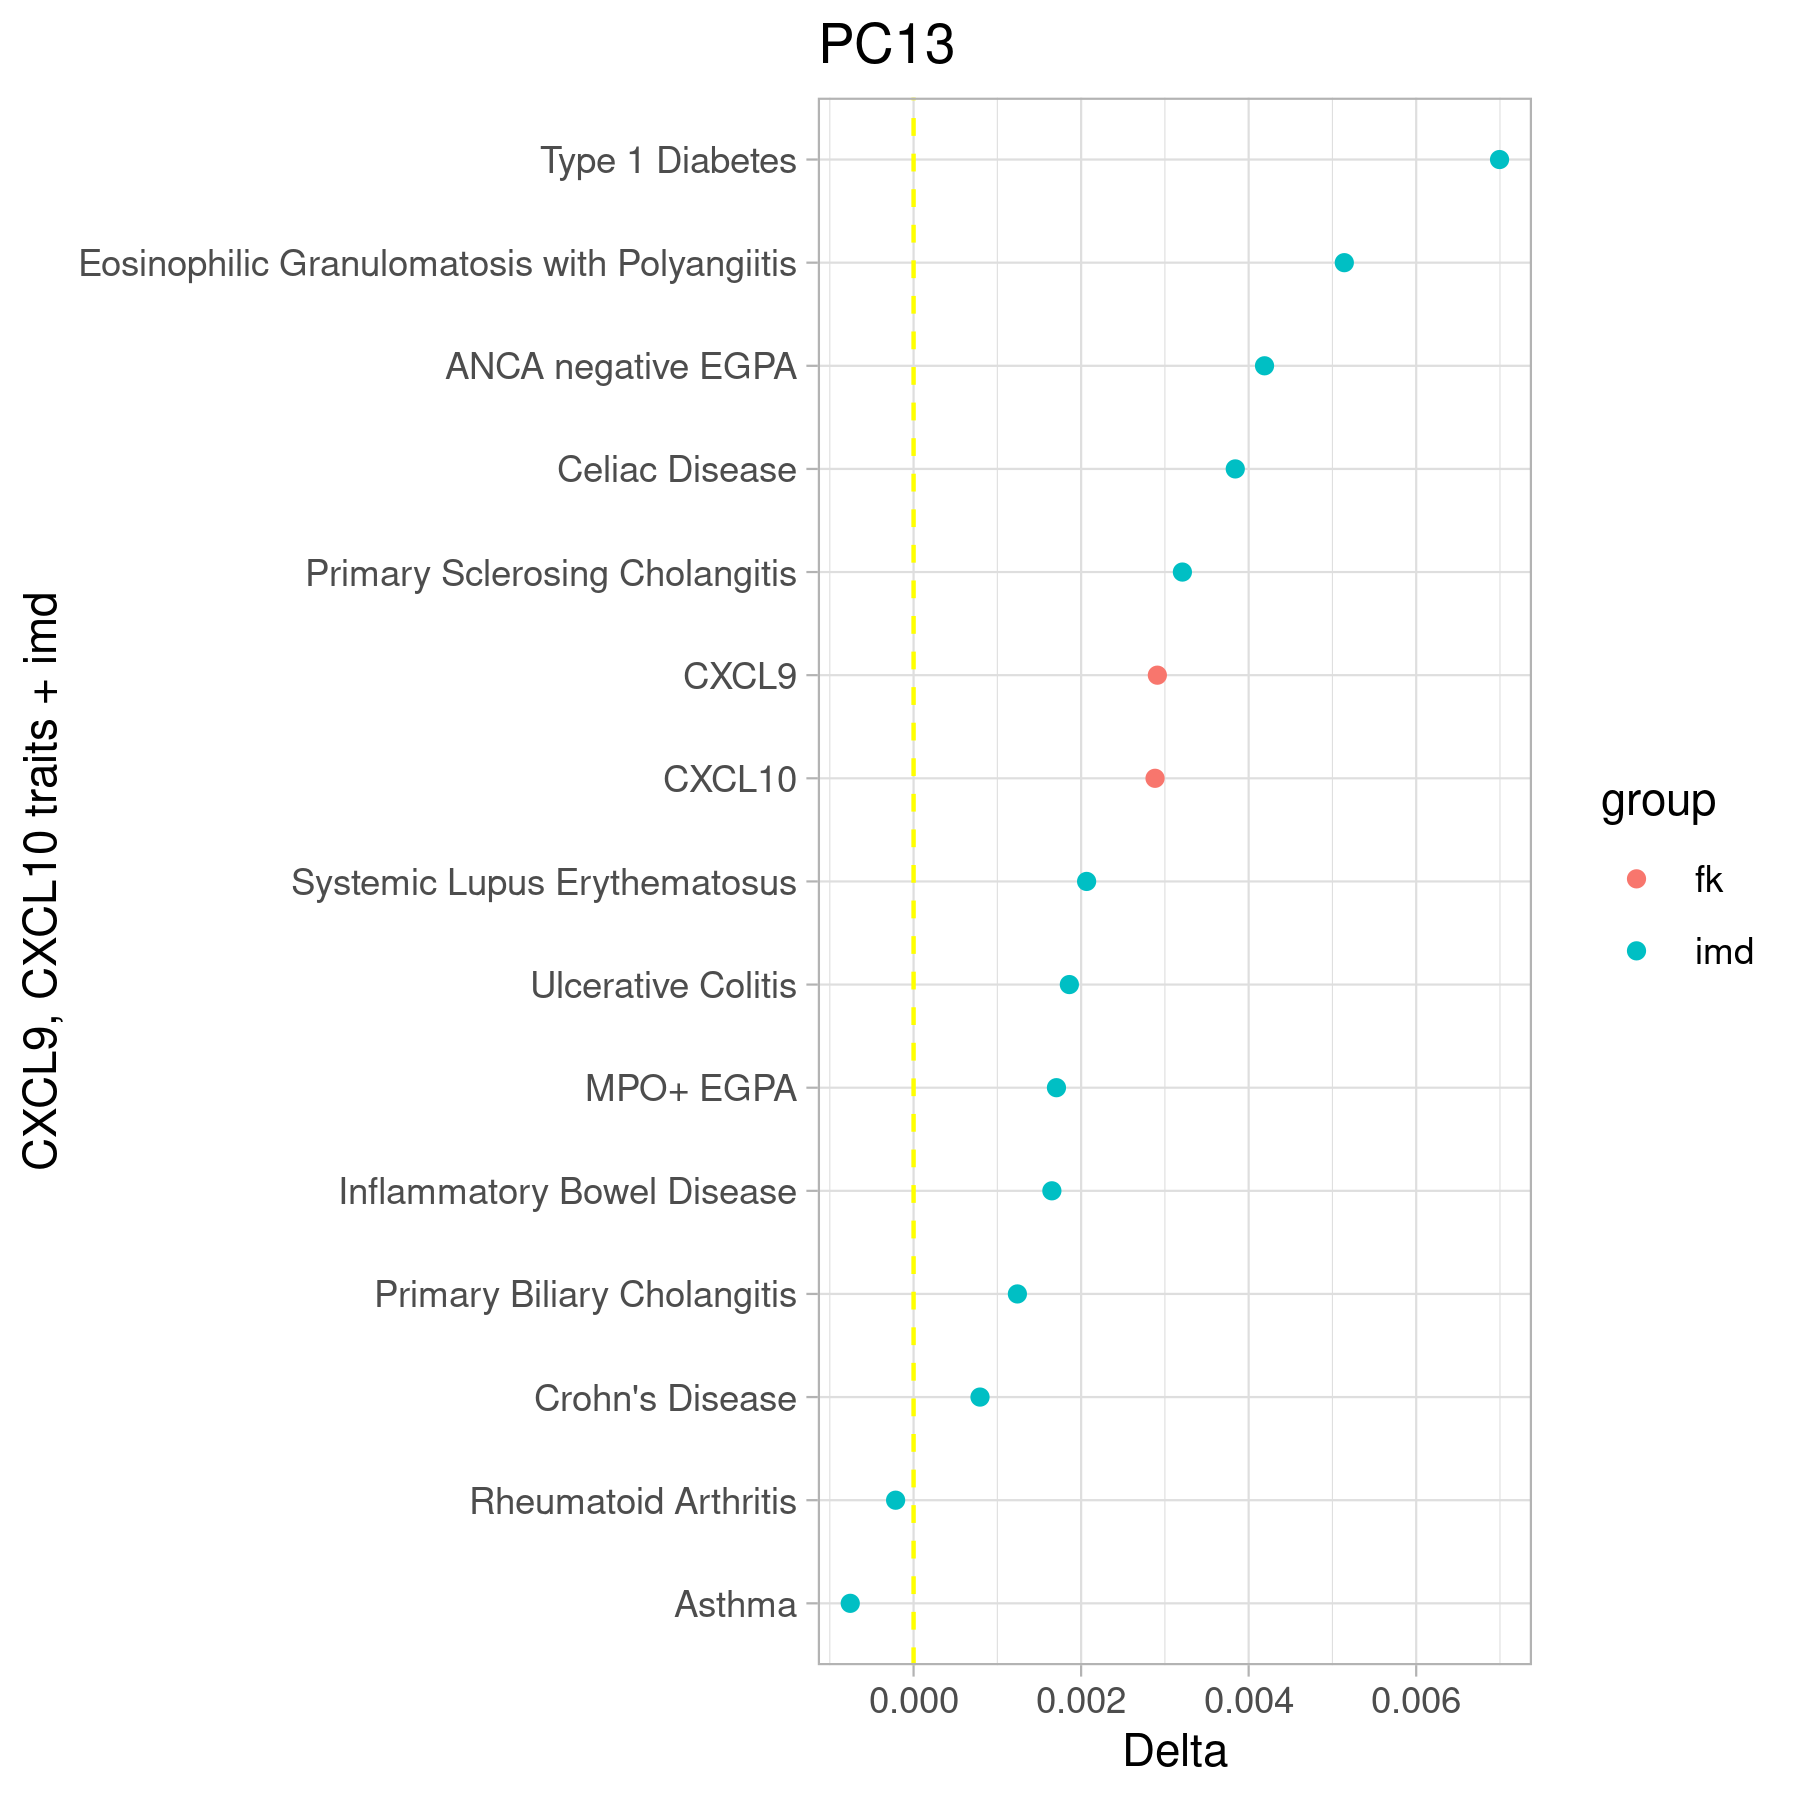 PC13
CXCL9, CXCL10 traits + imd
Type 1 Diabetes
Eosinophilic Granulomatosis with Polyangiitis
ANCA negative EGPA
Celiac Disease
Primary Sclerosing Cholangitis
CXCL9
CXCL10
Systemic Lupus Erythematosus
Ulcerative Colitis
MPO+ EGPA
Inflammatory Bowel Disease
Primary Biliary Cholangitis
Crohn's Disease
Rheumatoid Arthritis
Asthma
0.000 0.002 0.004 0.006
Delta
group
fk
imd